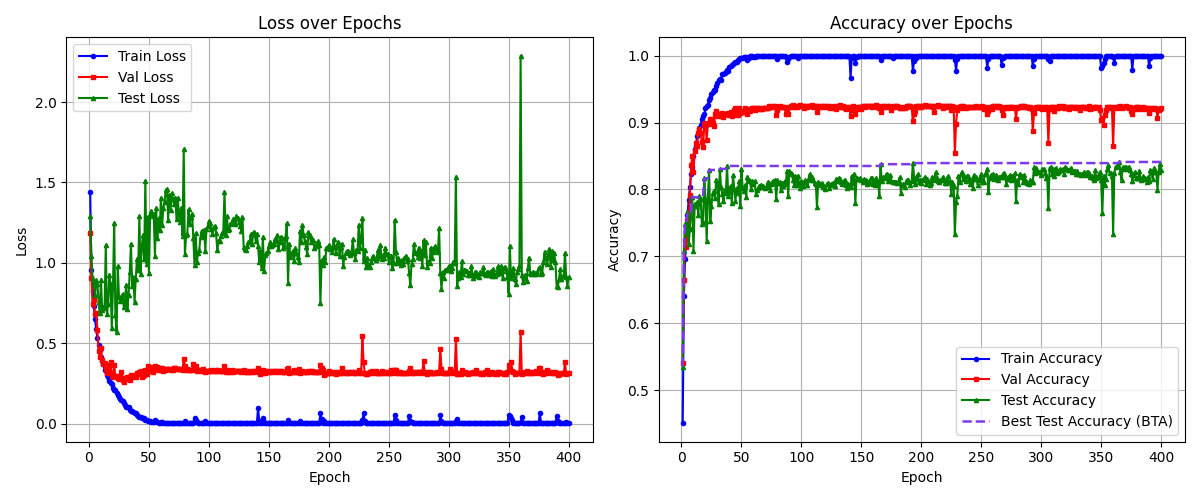 Loss over Epochs
Train Loss
Val Loss
Test Loss
2.0
1.5
1.0
0.5
0.0
Loss
0 50 100 150 200 250 300 350 400
Epoch
Accuracy over Epochs
1.0
0.9
0.8
0.7
0.6
0.5
Accuracy
Train Accuracy
Val Accuracy
Test Accuracy
Best Test Accuracy (BTA)
0 50 100 150 200 250 300 350 400
Epoch